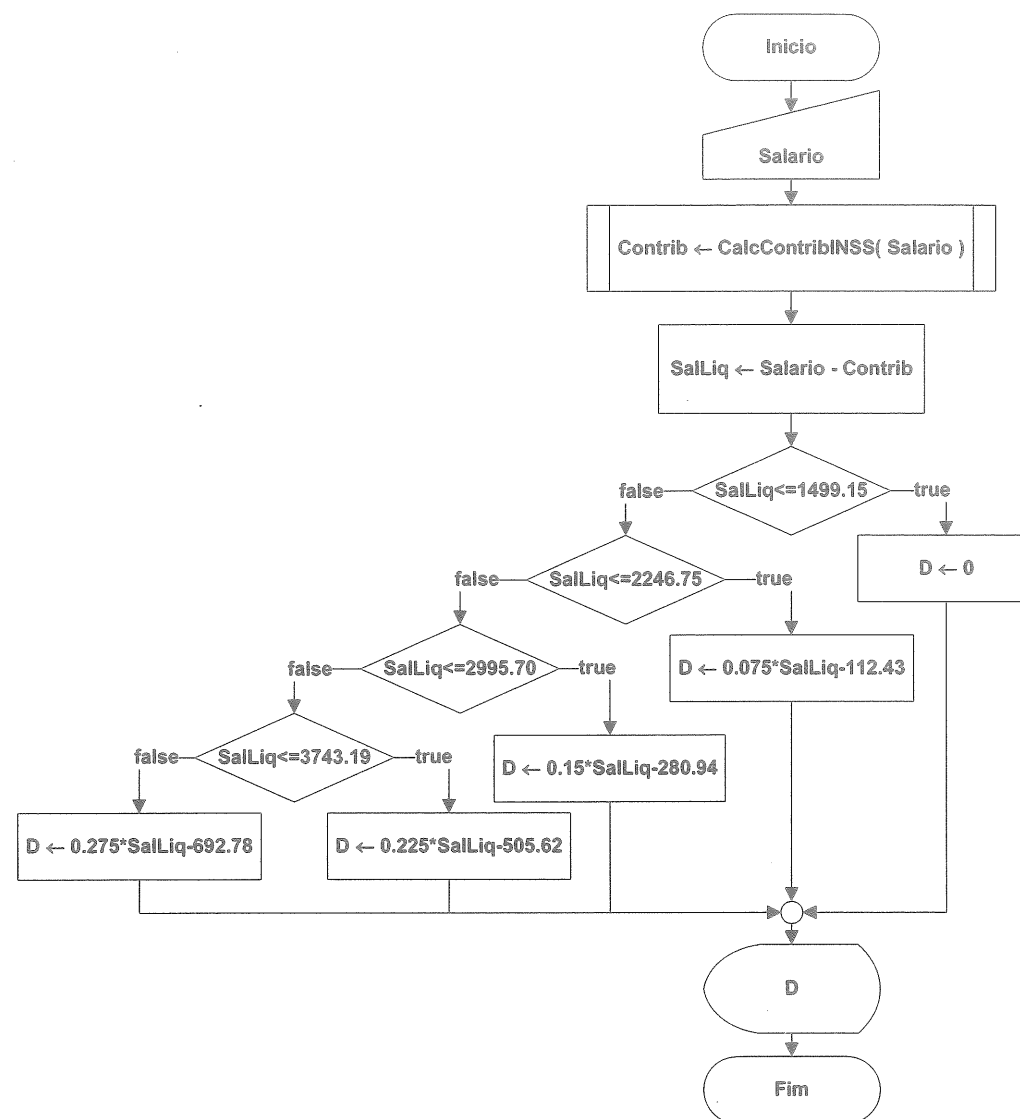 Inicio
Salario
Contrib ← CalcContribINSS( Salario )
SalLiq ← Salario - Contrib
false
SalLiq<=1499.15
true
false
SalLiq<=2246.75
true
D ← 0
false
SalLiq<=2995.70
true
D ← 0.075*SalLiq-112.43
false
SalLiq<=3743.19
true
D ← 0.15*SalLiq-280.94
D ← 0.275*SalLiq-692.78
D ← 0.225*SalLiq-505.62
D
Fim